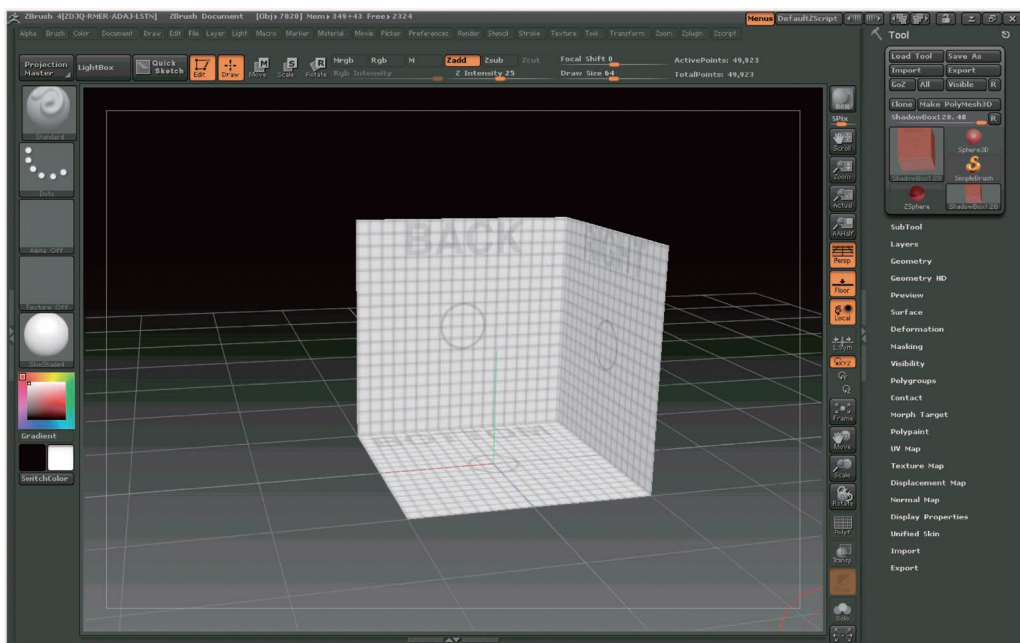 ZBrush 4[ZDJQ-RMER-ADAJ-LSTN] ZBrush Document [Obj▸7020] Mem▸349+43 Free▸2324 Menus DefaultZScript
Alpha Brush Color Document Draw Edit File Layer Light Macro Marker Material Movie Picker Preferences Render Stencil Stroke Texture Tool Transform Zoom Zplugin Zscript
Projection Master
LightBox
Quick Sketch
Edit
Draw
Move
Scale
Rotate
Mrgb Rgb M
Rgb Intensity
Zadd Zsub Zcut
Z Intensity 25
Focal Shift 0
Draw Size 64
ActivePoints: 49,923
TotalPoints: 49,923
Standard
Dots
Alpha Off
Texture Off
Gradient
SwitchColor
BACK
SPix
Scroll
Zoom
Actual
AAHalf
Persp
Floor
Local
L.Sym
Frame
Move
Scale
Rotate
PolyF
Transp
Solo
Tool
Load Tool Save As
Import Export
GoZ All Visible R
Clone Make PolyMesh3D
ShadowBox128.40 R
ShadowBox128
Sphere3D
SimpleBrush
ZSphere
ShadowBox128
SubTool
Layers
Geometry
Geometry HD
Preview
Surface
Deformation
Masking
Visibility
Polygroups
Contact
Morph Target
Polypaint
UV Map
Texture Map
Displacement Map
Normal Map
Display Properties
Unified Skin
Import
Export